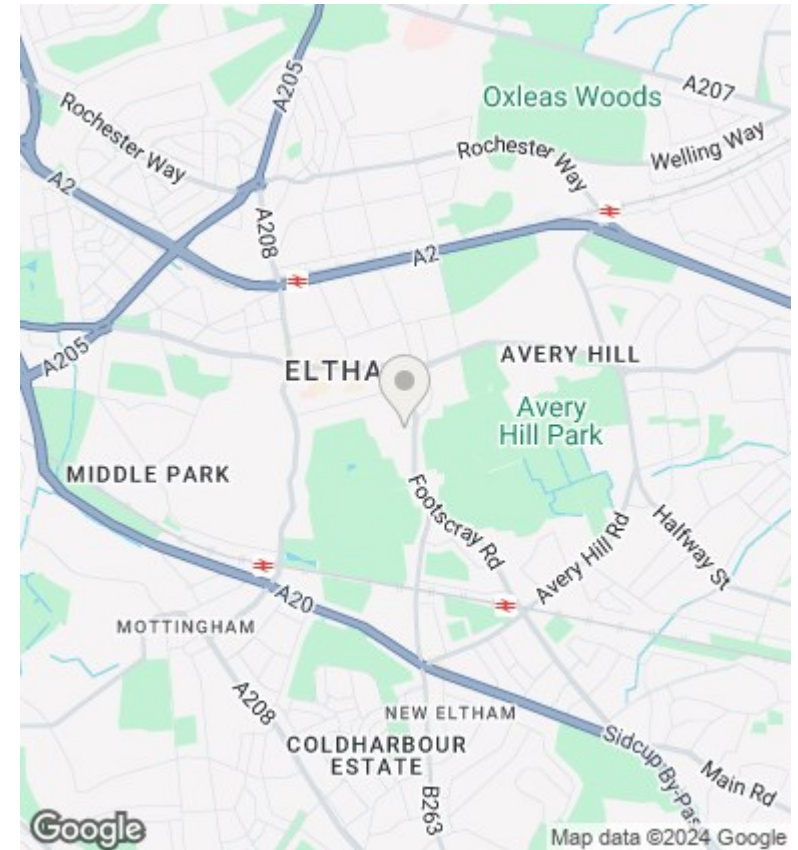 A205
A207
Oxleas Woods
Rochester Way
Rochester Way
Welling Way
A2
A208
A2
A205
ELTHA
AVERY HILL
Avery
Hill Park
MIDDLE PARK
Footscray Rd
Halfway St
Avery Hill Rd
A20
MOTTINGHAM
A208
NEW ELTHAM
COLDHARBOUR
ESTATE
Sidcup By-Pass
Main Rd
B263
Google
Map data ©2024 Google